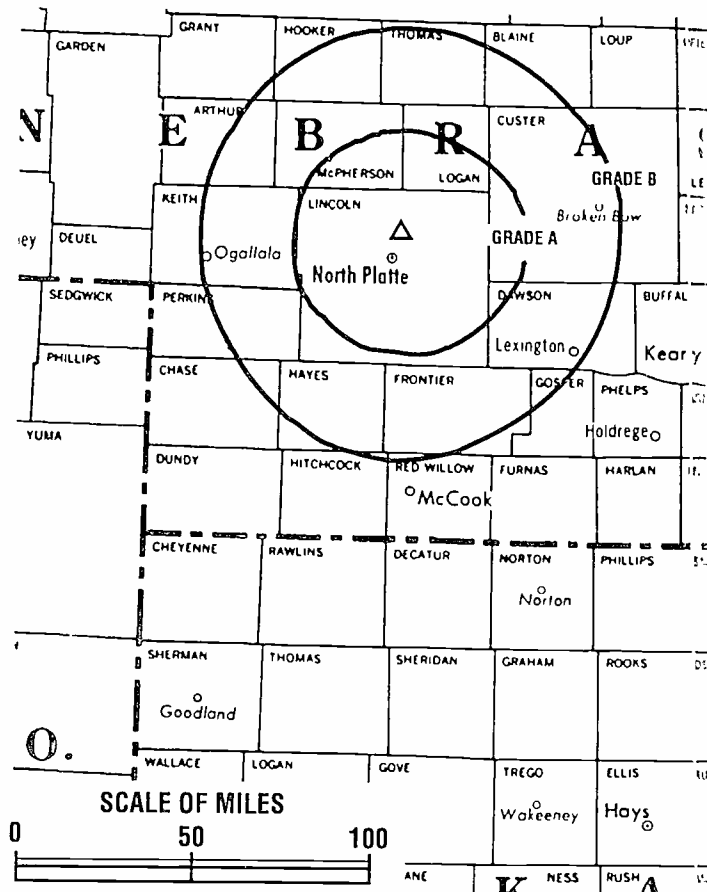 GRANT
HOOKER
THOMAS
BLAINE
LOUP
GARDEN
ARTHUR
CUSTER
N E B R A
McPHERSON
LOGAN
GRADE B
KEITH
LINCOLN
Broken Bow
DEUEL
Ogallala
GRADE A
North Platte
SEDGWICK
PERKINS
DAWSON
BUFFAL
Lexington
Kear y
PHILLIPS
CHASE
HAYES
FRONTIER
GOSPER
PHELPS
YUMA
Holdrege
DUNDY
HITCHCOCK
RED WILLOW
FURNAS
HARLAN
McCook
CHEYENNE
RAWLINS
DECATUR
NORTON
PHILLIPS
Norton
SHERMAN
THOMAS
SHERIDAN
GRAHAM
ROOKS
Goodland
O.
WALLACE
LOGAN
GOVE
TREGO
ELLIS
SCALE OF MILES
Wakeeney
Hays
0 50 100
ANE
K
NESS
RUSH
A